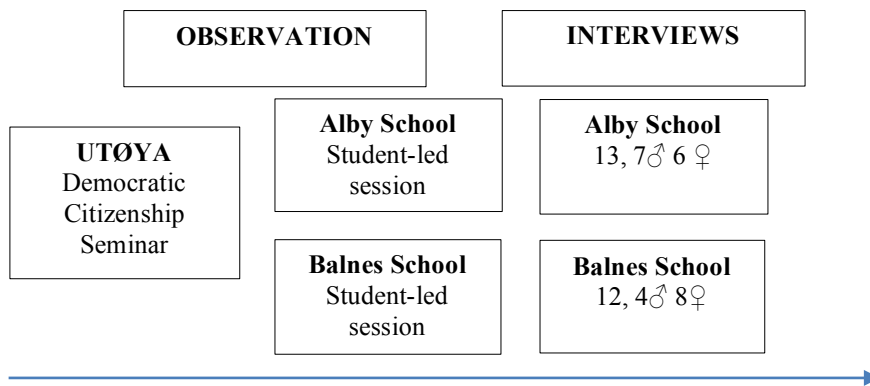 OBSERVATION
INTERVIEWS
UTØYA
Democratic
Citizenship
Seminar
Alby School
Student-led
session
Balnes School
Student-led
session
Alby School
13, 7♂ 6 ♀
Balnes School
12, 4♂ 8♀